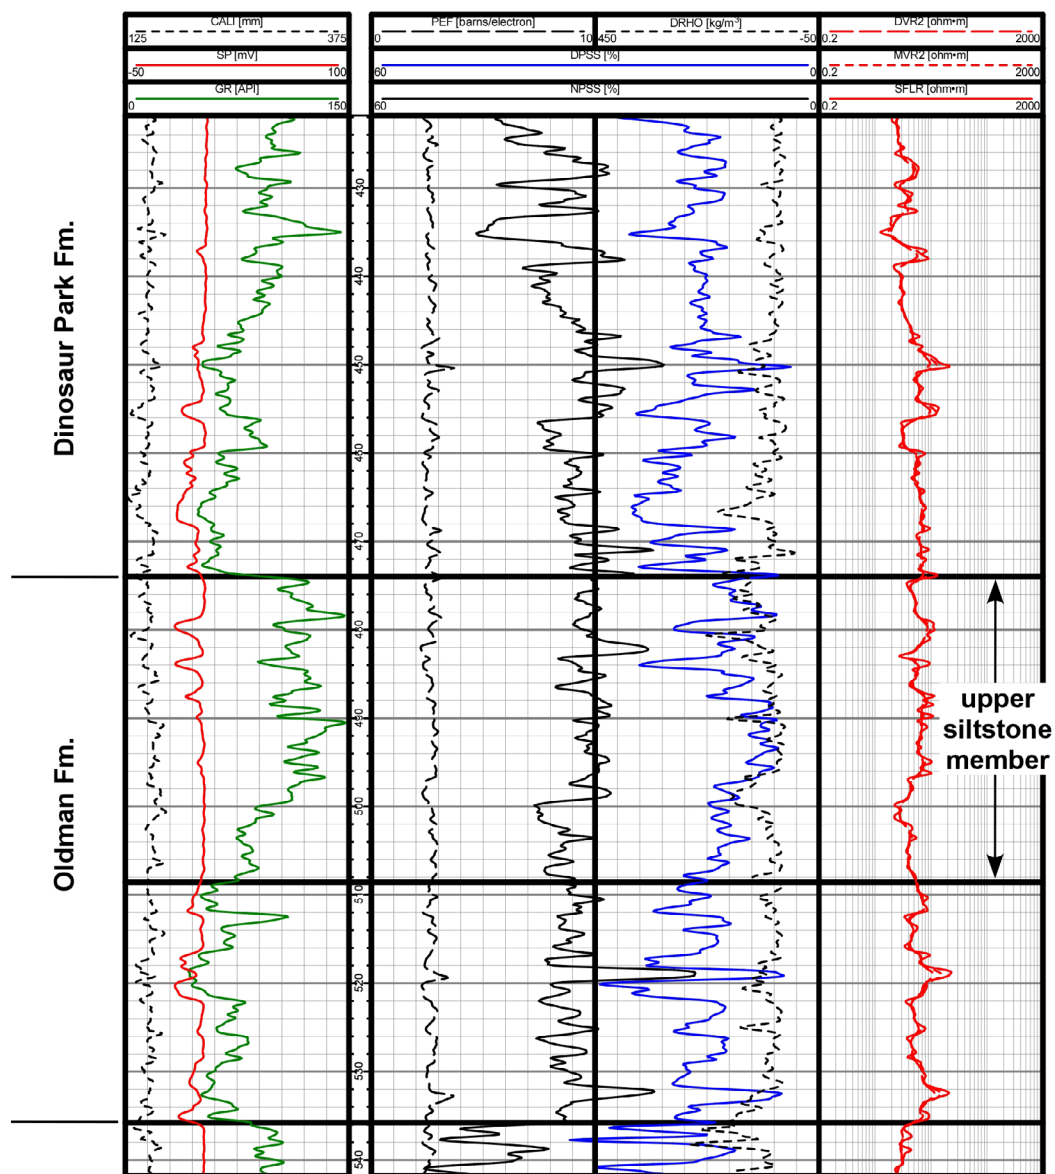 CALI [mm]
125 375
SP [mV]
-50 100
GR [API]
0 150
PEF [barns/electron]
0 10
DRHO [kg/m³]
450 -50
DPSS [%]
60 0
NPSS [%]
60 0
DVR2 [ohm•m]
0.2 2000
MVR2 [ohm•m]
0.2 2000
SFLR [ohm•m]
0.2 2000
Dinosaur Park Fm.
Oldman Fm.
430
440
450
460
470
480
490
500
510
520
530
540
upper
siltstone
member